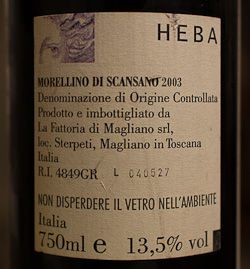 HEBA
MORELLINO DI SCANSANO 2003
Denominazione di Origine Controllata
Prodotto e imbottigliato da
La Fattoria di Magliano srl,
loc. Sterpeti, Magliano in Toscana
Italia
R.I. 4849GR L 040527
NON DISPERDERE IL VETRO NELL'AMBIENTE
Italia
750ml e 13,5% vol